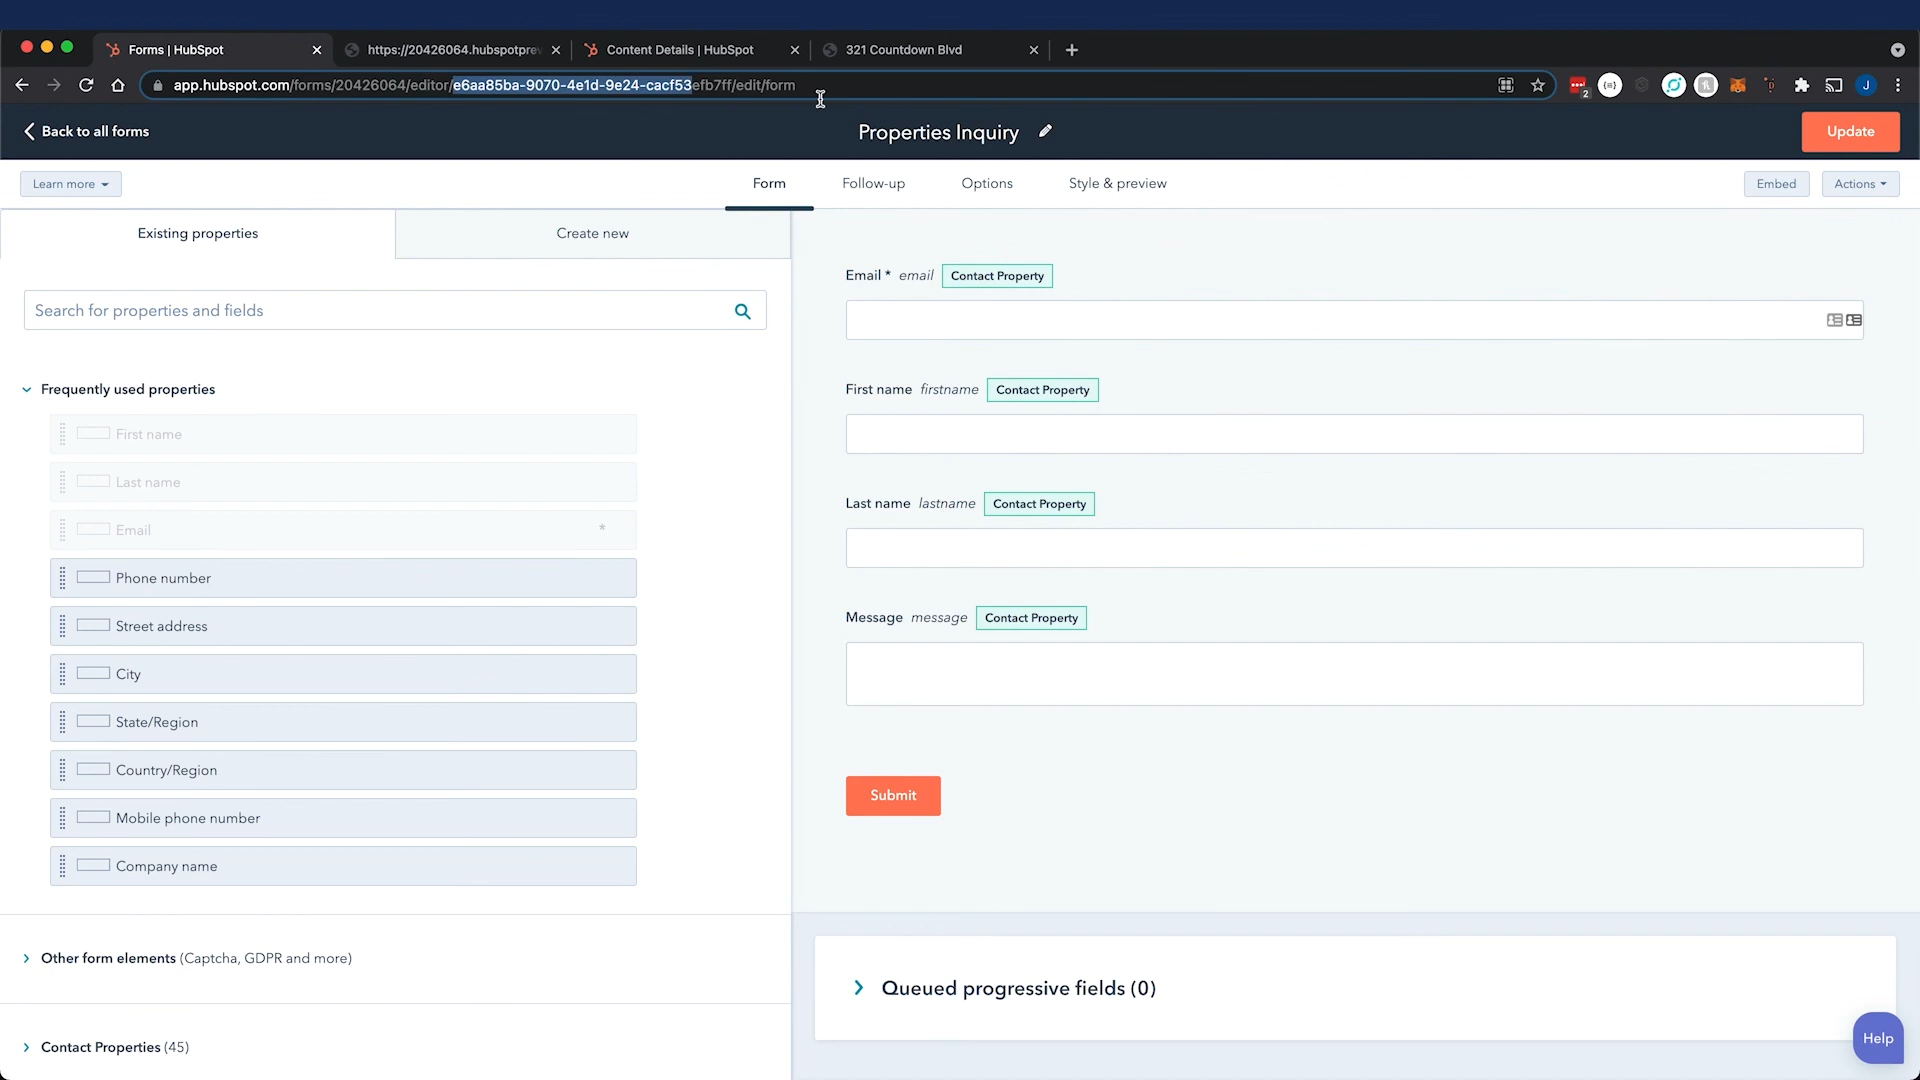 Forms | HubSpot
https://20426064.hubspotprev
Content Details | HubSpot
321 Countdown Blvd
app.hubspot.com/forms/20426064/editor/e6aa85ba-9070-4e1d-9e24-cacf53efb7ff/edit/form
2
J
Back to all forms
Properties Inquiry
Update
Learn more
Form
Follow-up
Options
Style & preview
Embed
Actions
Existing properties
Create new
Search for properties and fields
Frequently used properties
First name
Last name
Email *
Phone number
Street address
City
State/Region
Country/Region
Mobile phone number
Company name
Other form elements (Captcha, GDPR and more)
Contact Properties (45)
Email * email Contact Property
First name firstname Contact Property
Last name lastname Contact Property
Message message Contact Property
Submit
Queued progressive fields (0)
Help